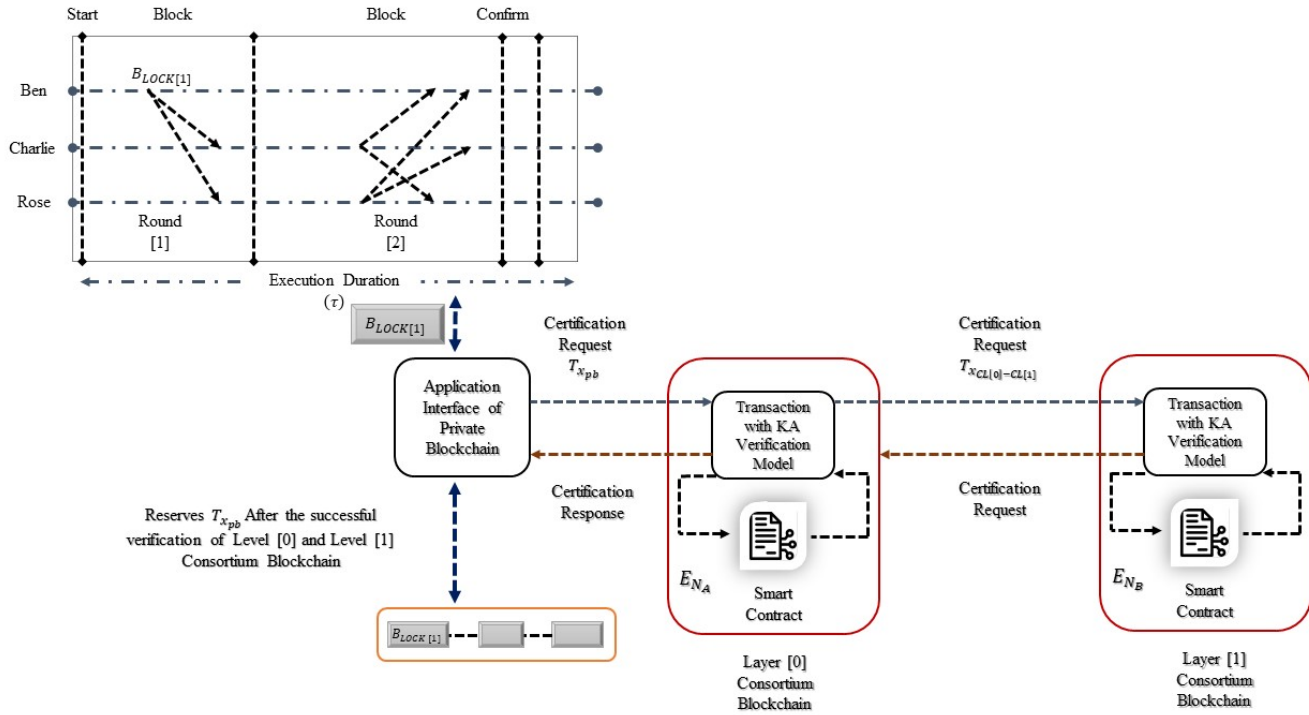 Start Block Block Confirm
B_LOCK[1]
Ben
Charlie
Rose
Round
[1]
Round
[2]
Execution Duration
(τ)
B_LOCK[1]
Application
Interface of
Private
Blockchain
Certification
Request
T_x_pb
Certification
Response
Transaction
with KA
Verification
Model
Smart
Contract
E_N_A
Layer [0]
Consortium
Blockchain
Certification
Request
T_x_CL[0]−CL[1]
Certification
Request
Transaction
with KA
Verification
Model
Smart
Contract
E_N_B
Layer [1]
Consortium
Blockchain
Reserves T_x_pb After the successful
verification of Level [0] and Level [1]
Consortium Blockchain
B_LOCK [1]